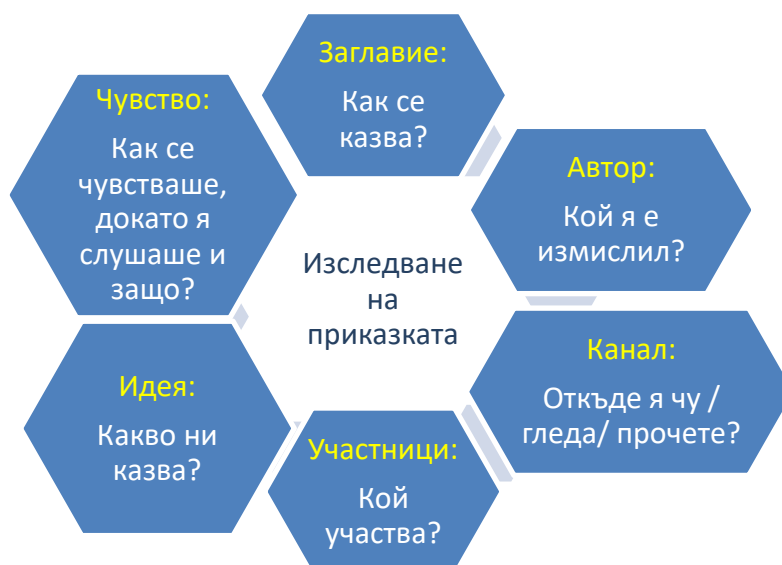 Заглавие:
Как се
казва?
Автор:
Кой я е
измислил?
Канал:
Откъде я чу /
гледа/ прочете?
Участници:
Кой
участва?
Идея:
Какво ни
казва?
Чувство:
Как се
чувстваше,
докато я
слушаше и
защо?
Изследване
на
приказката